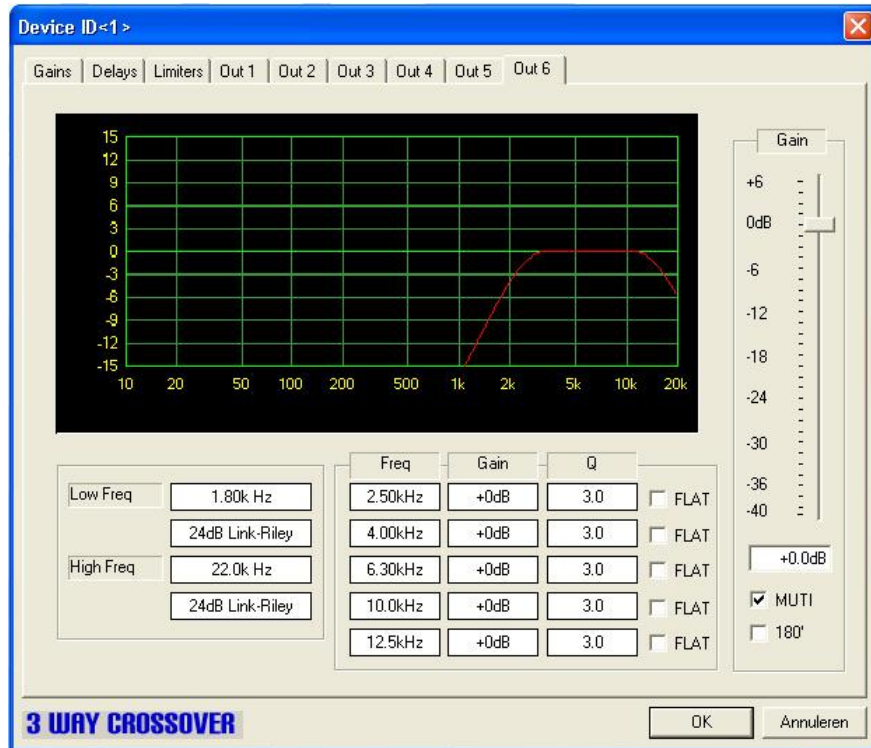 Device ID<1>
Gains Delays Limiters Out 1 Out 2 Out 3 Out 4 Out 5 Out 6
15
12
9
6
3
0
-3
-6
-9
-12
-15
10 20 50 100 200 500 1k 2k 5k 10k 20k
Gain
+6
0dB
-6
-12
-18
-24
-30
-36
-40
+0.0dB
MUTI
180'
Low Freq 1.80k Hz
24dB Link-Riley
High Freq 22.0k Hz
24dB Link-Riley
Freq Gain Q
2.50kHz +0dB 3.0 FLAT
4.00kHz +0dB 3.0 FLAT
6.30kHz +0dB 3.0 FLAT
10.0kHz +0dB 3.0 FLAT
12.5kHz +0dB 3.0 FLAT
3 WAY CROSSOVER
OK Annuleren